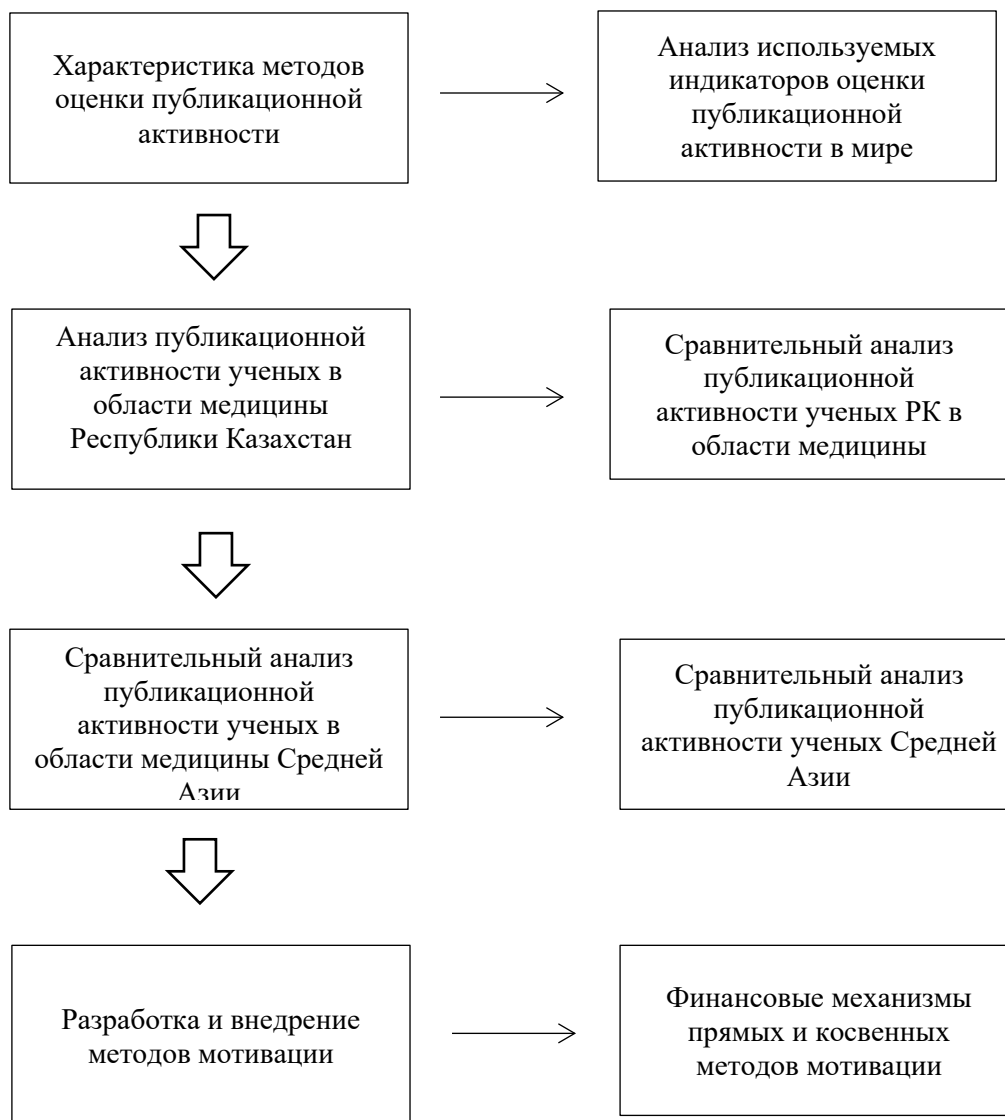 Характеристика методов
оценки публикационной
активности
Анализ используемых
индикаторов оценки
публикационной
активности в мире
Анализ публикационной
активности ученых в
области медицины
Республики Казахстан
Сравнительный анализ
публикационной
активности ученых РК в
области медицины
Сравнительный анализ
публикационной
активности ученых в
области медицины Средней
Азии
Сравнительный анализ
публикационной
активности ученых Средней
Азии
Разработка и внедрение
методов мотивации
Финансовые механизмы
прямых и косвенных
методов мотивации